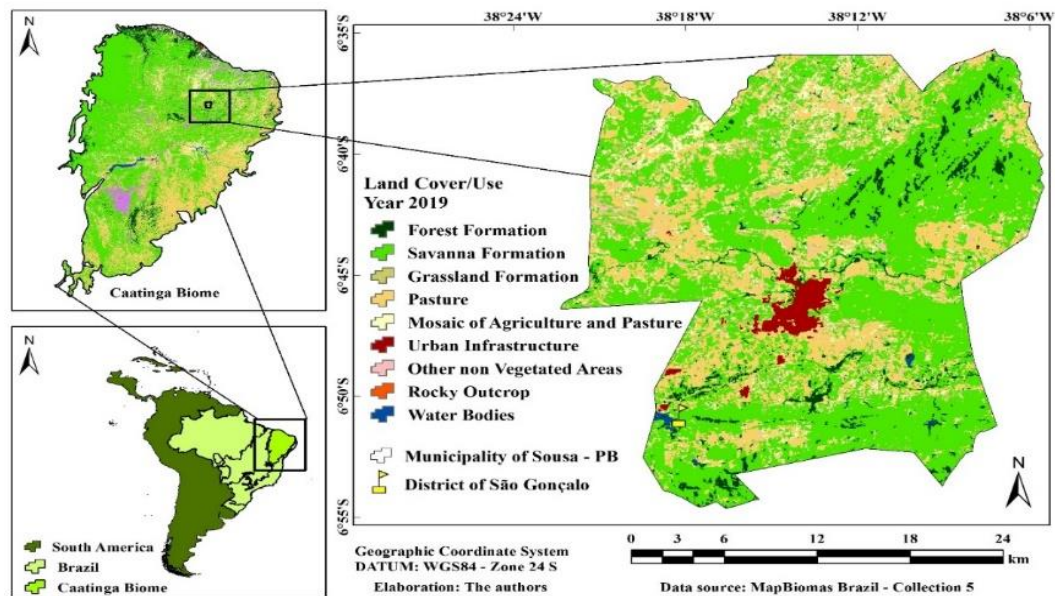 N
Caatinga Biome
N
South America
Brazil
Caatinga Biome
38°24'W
38°18'W
38°12'W
38°6'W
6°35'S
6°40'S
6°45'S
6°50'S
6°55'S
Land Cover/Use
Year 2019
Forest Formation
Savanna Formation
Grassland Formation
Pasture
Mosaic of Agriculture and Pasture
Urban Infrastructure
Other non Vegetated Areas
Rocky Outcrop
Water Bodies
Municipality of Sousa - PB
District of São Gonçalo
N
0 3 6 12 18 24
km
Geographic Coordinate System
DATUM: WGS84 - Zone 24 S
Elaboration: The authors
Data source: MapBiomas Brazil - Collection 5